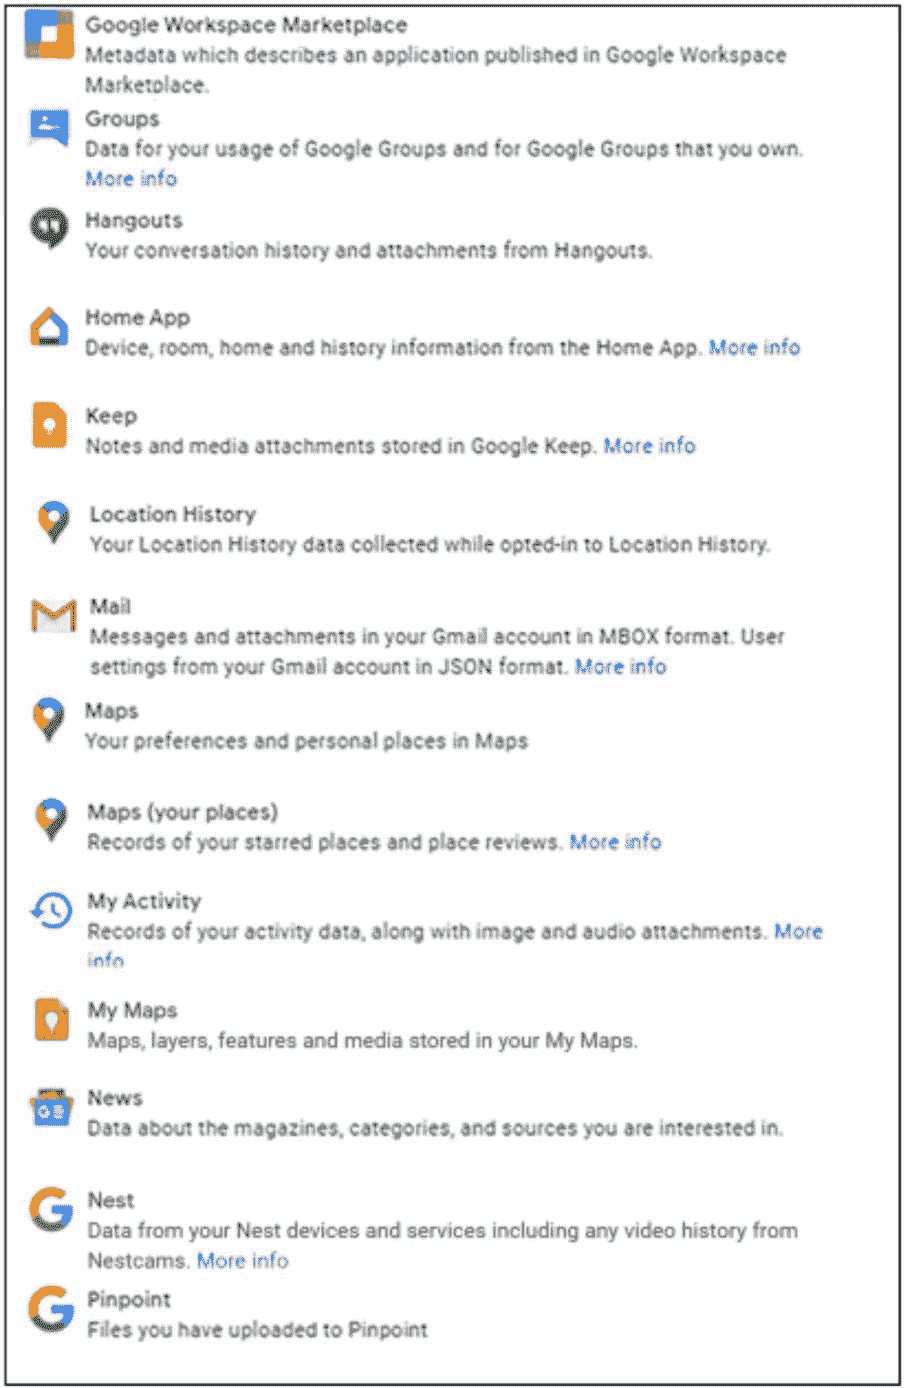 Google Workspace Marketplace
Metadata which describes an application published in Google Workspace
Marketplace.
Groups
Data for your usage of Google Groups and for Google Groups that you own.
More info
Hangouts
Your conversation history and attachments from Hangouts.
Home App
Device, room, home and history information from the Home App. More info
Keep
Notes and media attachments stored in Google Keep. More info
Location History
Your Location History data collected while opted-in to Location History.
Mail
Messages and attachments in your Gmail account in MBOX format. User
settings from your Gmail account in JSON format. More info
Maps
Your preferences and personal places in Maps
Maps (your places)
Records of your starred places and place reviews. More info
My Activity
Records of your activity data, along with image and audio attachments. More
info
My Maps
Maps, layers, features and media stored in your My Maps.
News
Data about the magazines, categories, and sources you are interested in.
Nest
Data from your Nest devices and services including any video history from
Nestcams. More info
Pinpoint
Files you have uploaded to Pinpoint